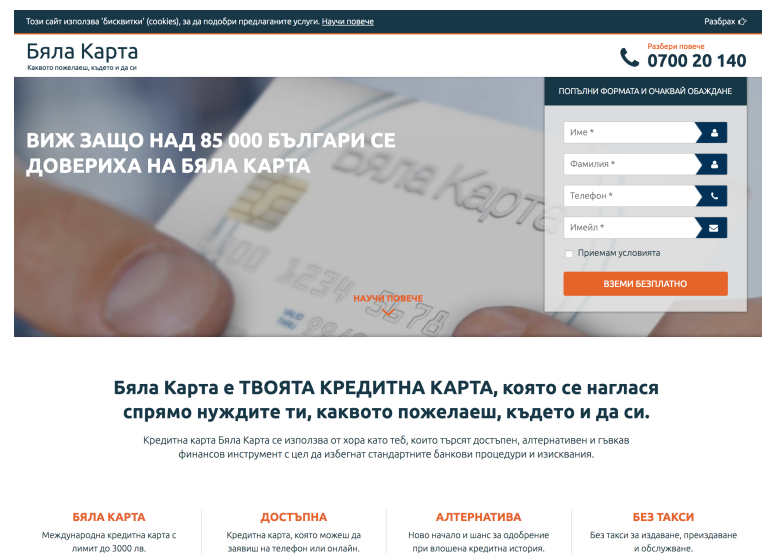 Този сайт използва 'бисквитки' (cookies), за да подобри предлаганите услуги. Научи повече
Разбрах
Бяла Карта
Каквото пожелаеш, където и да си
Разбери повече
0700 20 140
ПОПЪЛНИ ФОРМАТА И ОЧАКВАЙ ОБАЖДАНЕ
ВИЖ ЗАЩО НАД 85 000 БЪЛГАРИ СЕ
ДОВЕРИХА НА БЯЛА КАРТА
Бяла Карта
Име *
Фамилия *
Телефон *
Имейл *
Приемам условията
ВЗЕМИ БЕЗПЛАТНО
000 1234 5678
VALID
THRU
НАУЧИ ПОВЕЧЕ
Бяла Карта е ТВОЯТА КРЕДИТНА КАРТА, която се наглася
спрямо нуждите ти, каквото пожелаеш, където и да си.
Кредитна карта Бяла Карта се използва от хора като теб, които търсят достъпен, алтернативен и гъвкав
финансов инструмент с цел да избегнат стандартните банкови процедури и изисквания.
БЯЛА КАРТА
Международна кредитна карта с
лимит до 3000 лв.
ДОСТЪПНА
Кредитна карта, която можеш да
заявиш на телефон или онлайн.
АЛТЕРНАТИВА
Ново начало и шанс за одобрение
при влошена кредитна история.
БЕЗ ТАКСИ
Без такси за издаване, преиздаване
и обслужване.